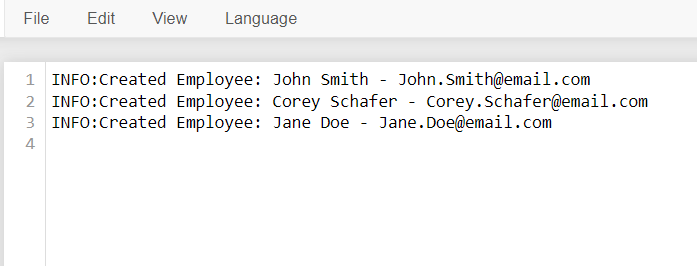 File Edit View Language
1 INFO:Created Employee: John Smith - John.Smith@email.com
2 INFO:Created Employee: Corey Schafer - Corey.Schafer@email.com
3 INFO:Created Employee: Jane Doe - Jane.Doe@email.com
4